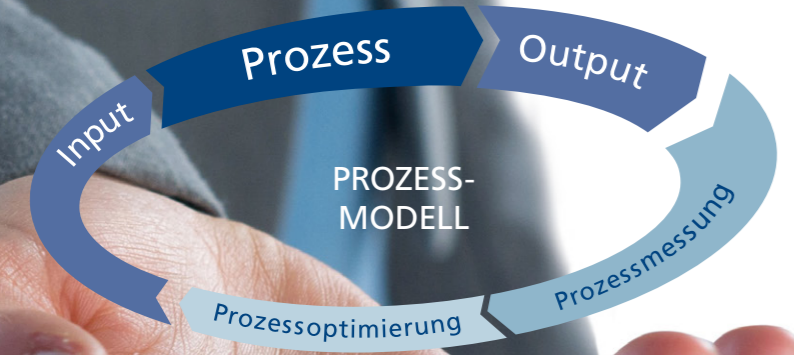 Prozess
Output
Input
PROZESS-
MODELL
Prozessmessung
Prozessoptimierung